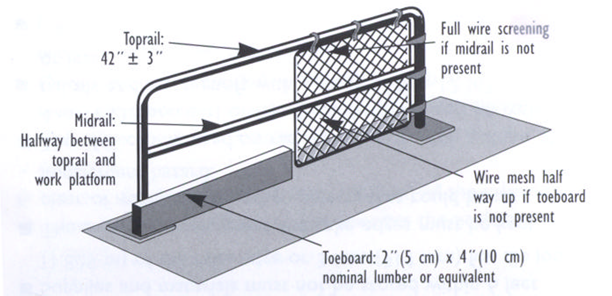 Toprail:
42" ± 3"
Full wire screening
if midrail is not
present
Midrail:
Halfway between
toprail and
work platform
Wire mesh half
way up if toeboard
is not present
Toeboard: 2" (5 cm) x 4" (10 cm)
nominal lumber or equivalent